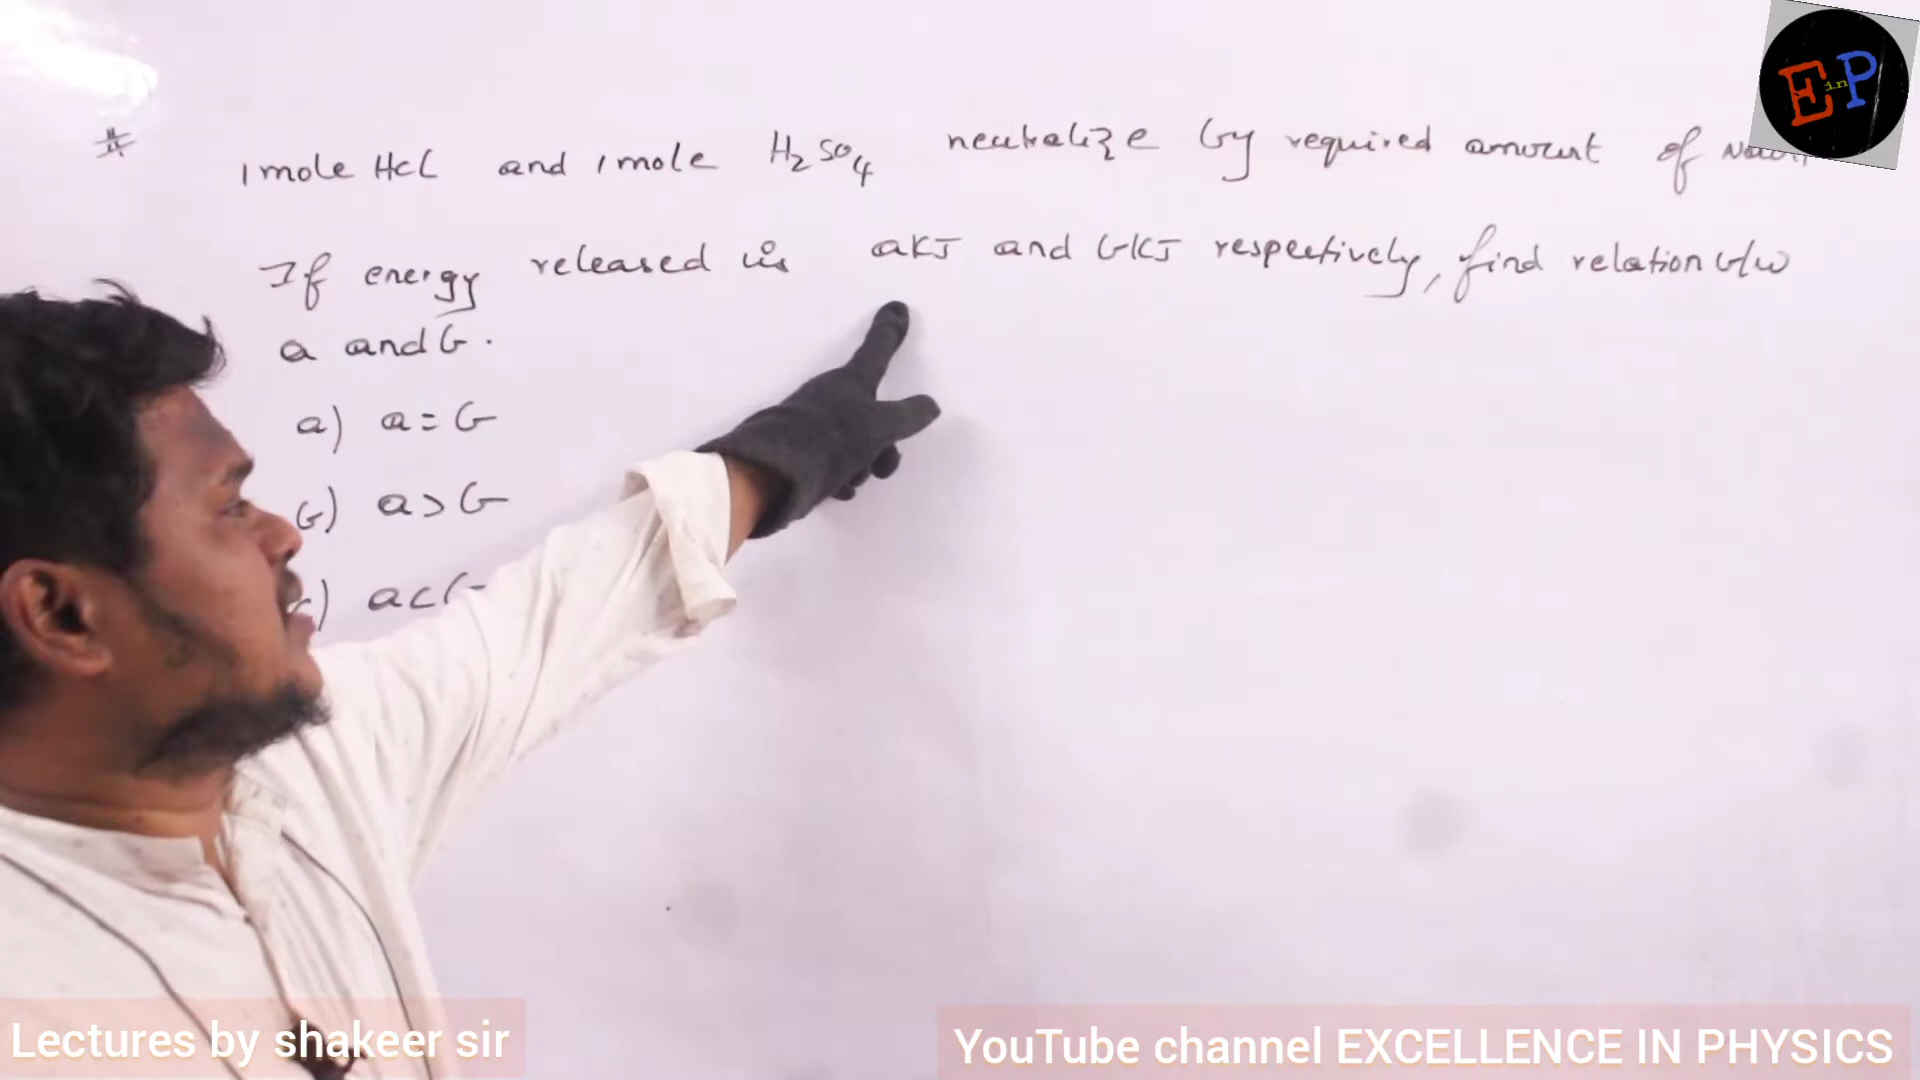 E in P
# 1 mole HCl and 1 mole H2SO4 neutralize by required amount of
If energy released is aKJ and bKJ respectively, find relation b/w
a and b.
a) a = b
b) a > b
c) a < b
Lectures by shakeer sir
YouTube channel EXCELLENCE IN PHYSICS